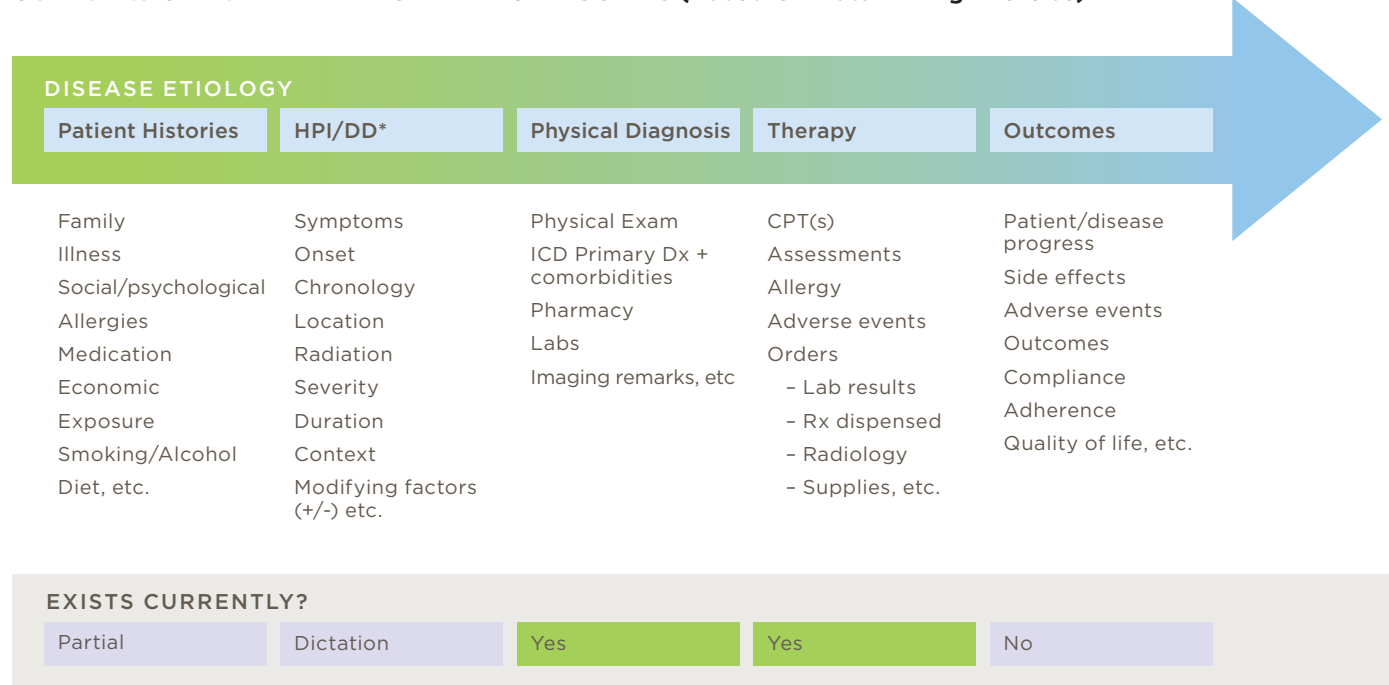 DISEASE ETIOLOGY
Patient Histories
HPI/DD*
Physical Diagnosis
Therapy
Outcomes
Family
Illness
Social/psychological
Allergies
Medication
Economic
Exposure
Smoking/Alcohol
Diet, etc.
Symptoms
Onset
Chronology
Location
Radiation
Severity
Duration
Context
Modifying factors
(+/-) etc.
Physical Exam
ICD Primary Dx +
comorbidities
Pharmacy
Labs
Imaging remarks, etc
CPT(s)
Assessments
Allergy
Adverse events
Orders
– Lab results
– Rx dispensed
– Radiology
– Supplies, etc.
Patient/disease
progress
Side effects
Adverse events
Outcomes
Compliance
Adherence
Quality of life, etc.
EXISTS CURRENTLY?
Partial
Dictation
Yes
Yes
No